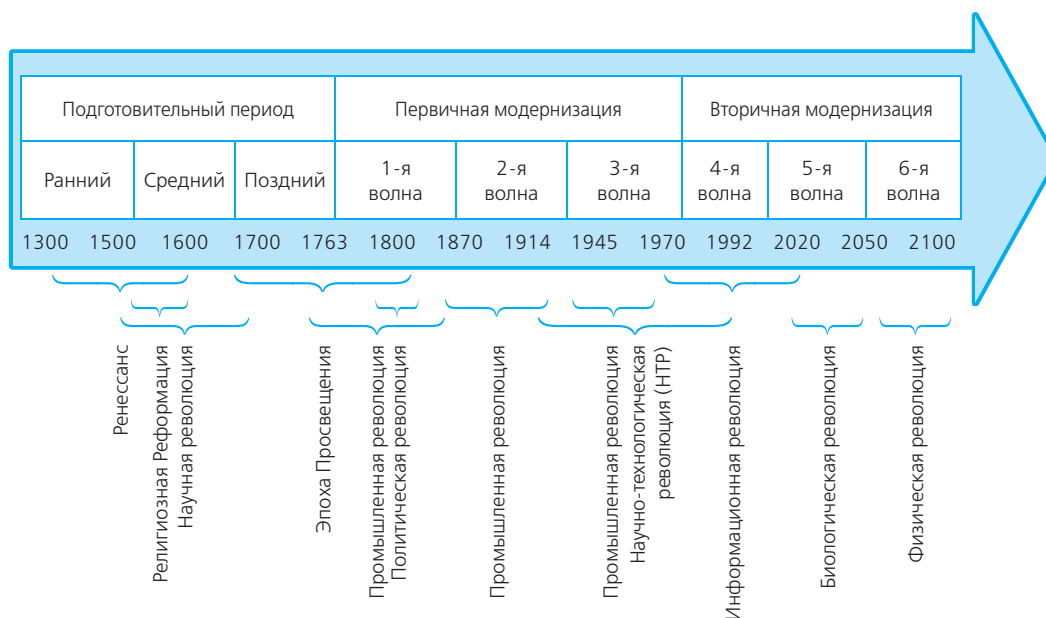 Подготовительный период
Первичная модернизация
Вторичная модернизация
Ранний
Средний
Поздний
1-я
волна
2-я
волна
3-я
волна
4-я
волна
5-я
волна
6-я
волна
1300 1500 1600 1700 1763 1800 1870 1914 1945 1970 1992 2020 2050 2100
Ренессанс
Религиозная Реформация
Научная революция
Эпоха Просвещения
Промышленная революция
Политическая революция
Промышленная революция
Промышленная революция
Научно-технологическая
революция (НТР)
Информационная революция
Биологическая революция
Физическая революция